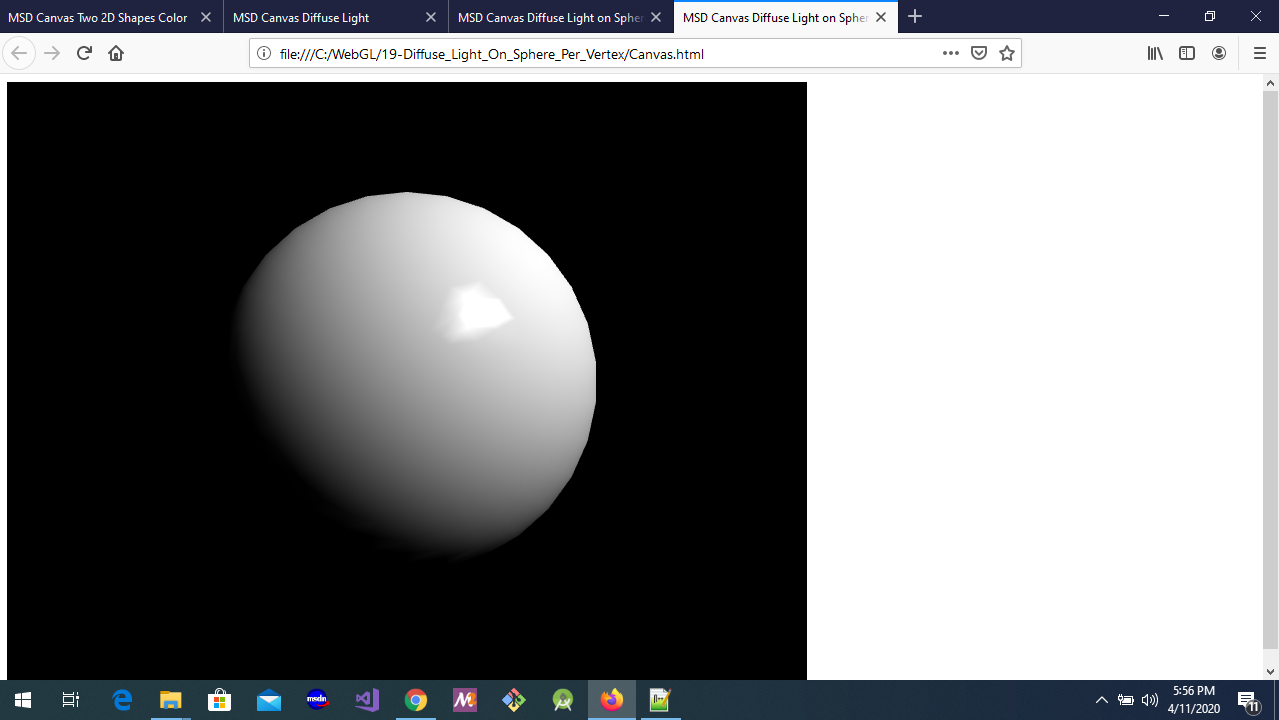 MSD Canvas Two 2D Shapes Color
MSD Canvas Diffuse Light
MSD Canvas Diffuse Light on Spher
MSD Canvas Diffuse Light on Spher
file:///C:/WebGL/19-Diffuse_Light_On_Sphere_Per_Vertex/Canvas.html
msdn
5:56 PM
4/11/2020
11